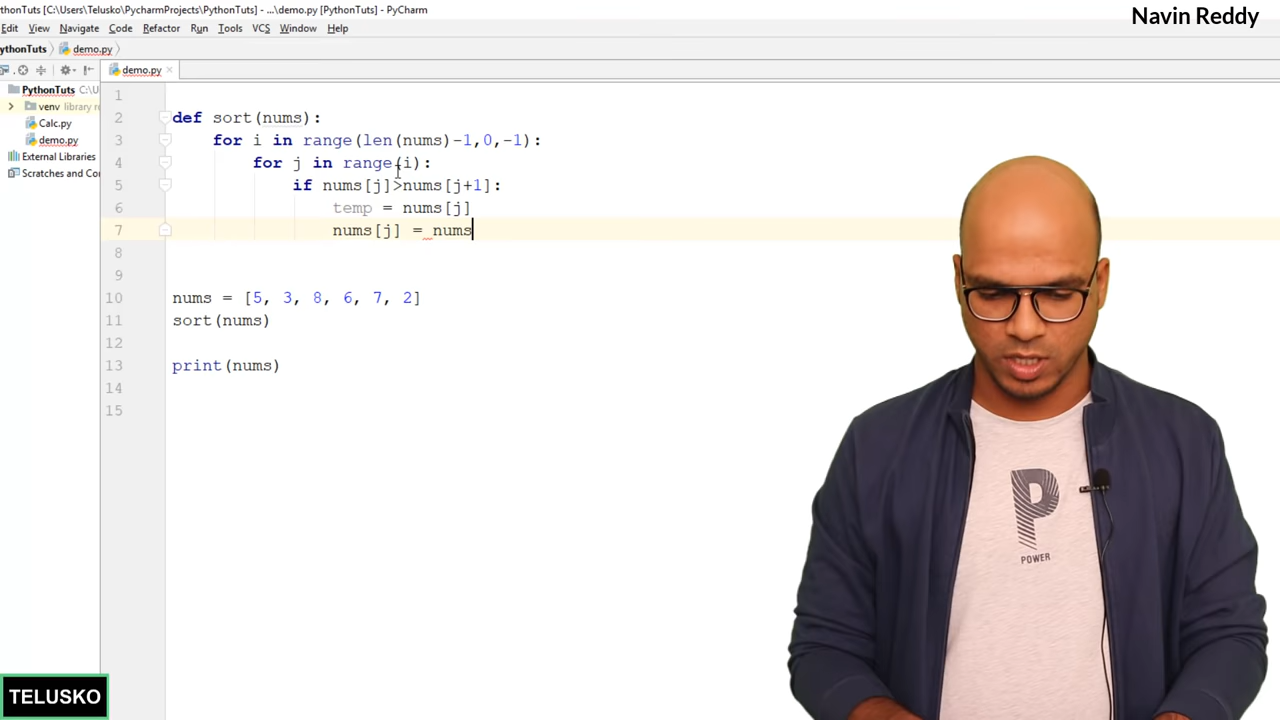 thonTuts [C:\Users\Telusko\PycharmProjects\PythonTuts] - ...\demo.py [PythonTuts] - PyCharm
Navin Reddy
Edit View Navigate Code Refactor Run Tools VCS Window Help
ythonTuts demo.py
demo.py
PythonTuts C:\U
venv library r
Calc.py
demo.py
External Libraries
Scratches and Co
1
2 def sort(nums):
3 for i in range(len(nums)-1,0,-1):
4 for j in range(i):
5 if nums[j]>nums[j+1]:
6 temp = nums[j]
7 nums[j] = nums
8
9
10 nums = [5, 3, 8, 6, 7, 2]
11 sort(nums)
12
13 print(nums)
14
15
P
POWER
TELUSKO